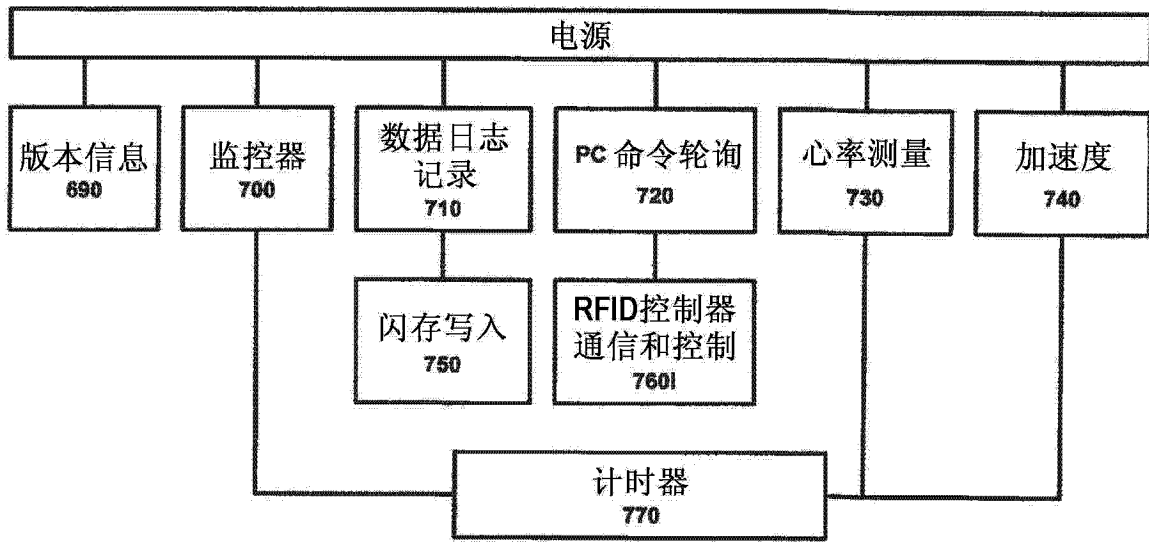 电源
版本信息
690
监控器
700
数据日志
记录
710
PC 命令轮询
720
心率测量
730
加速度
740
闪存写入
750
RFID控制器
通信和控制
760I
计时器
770